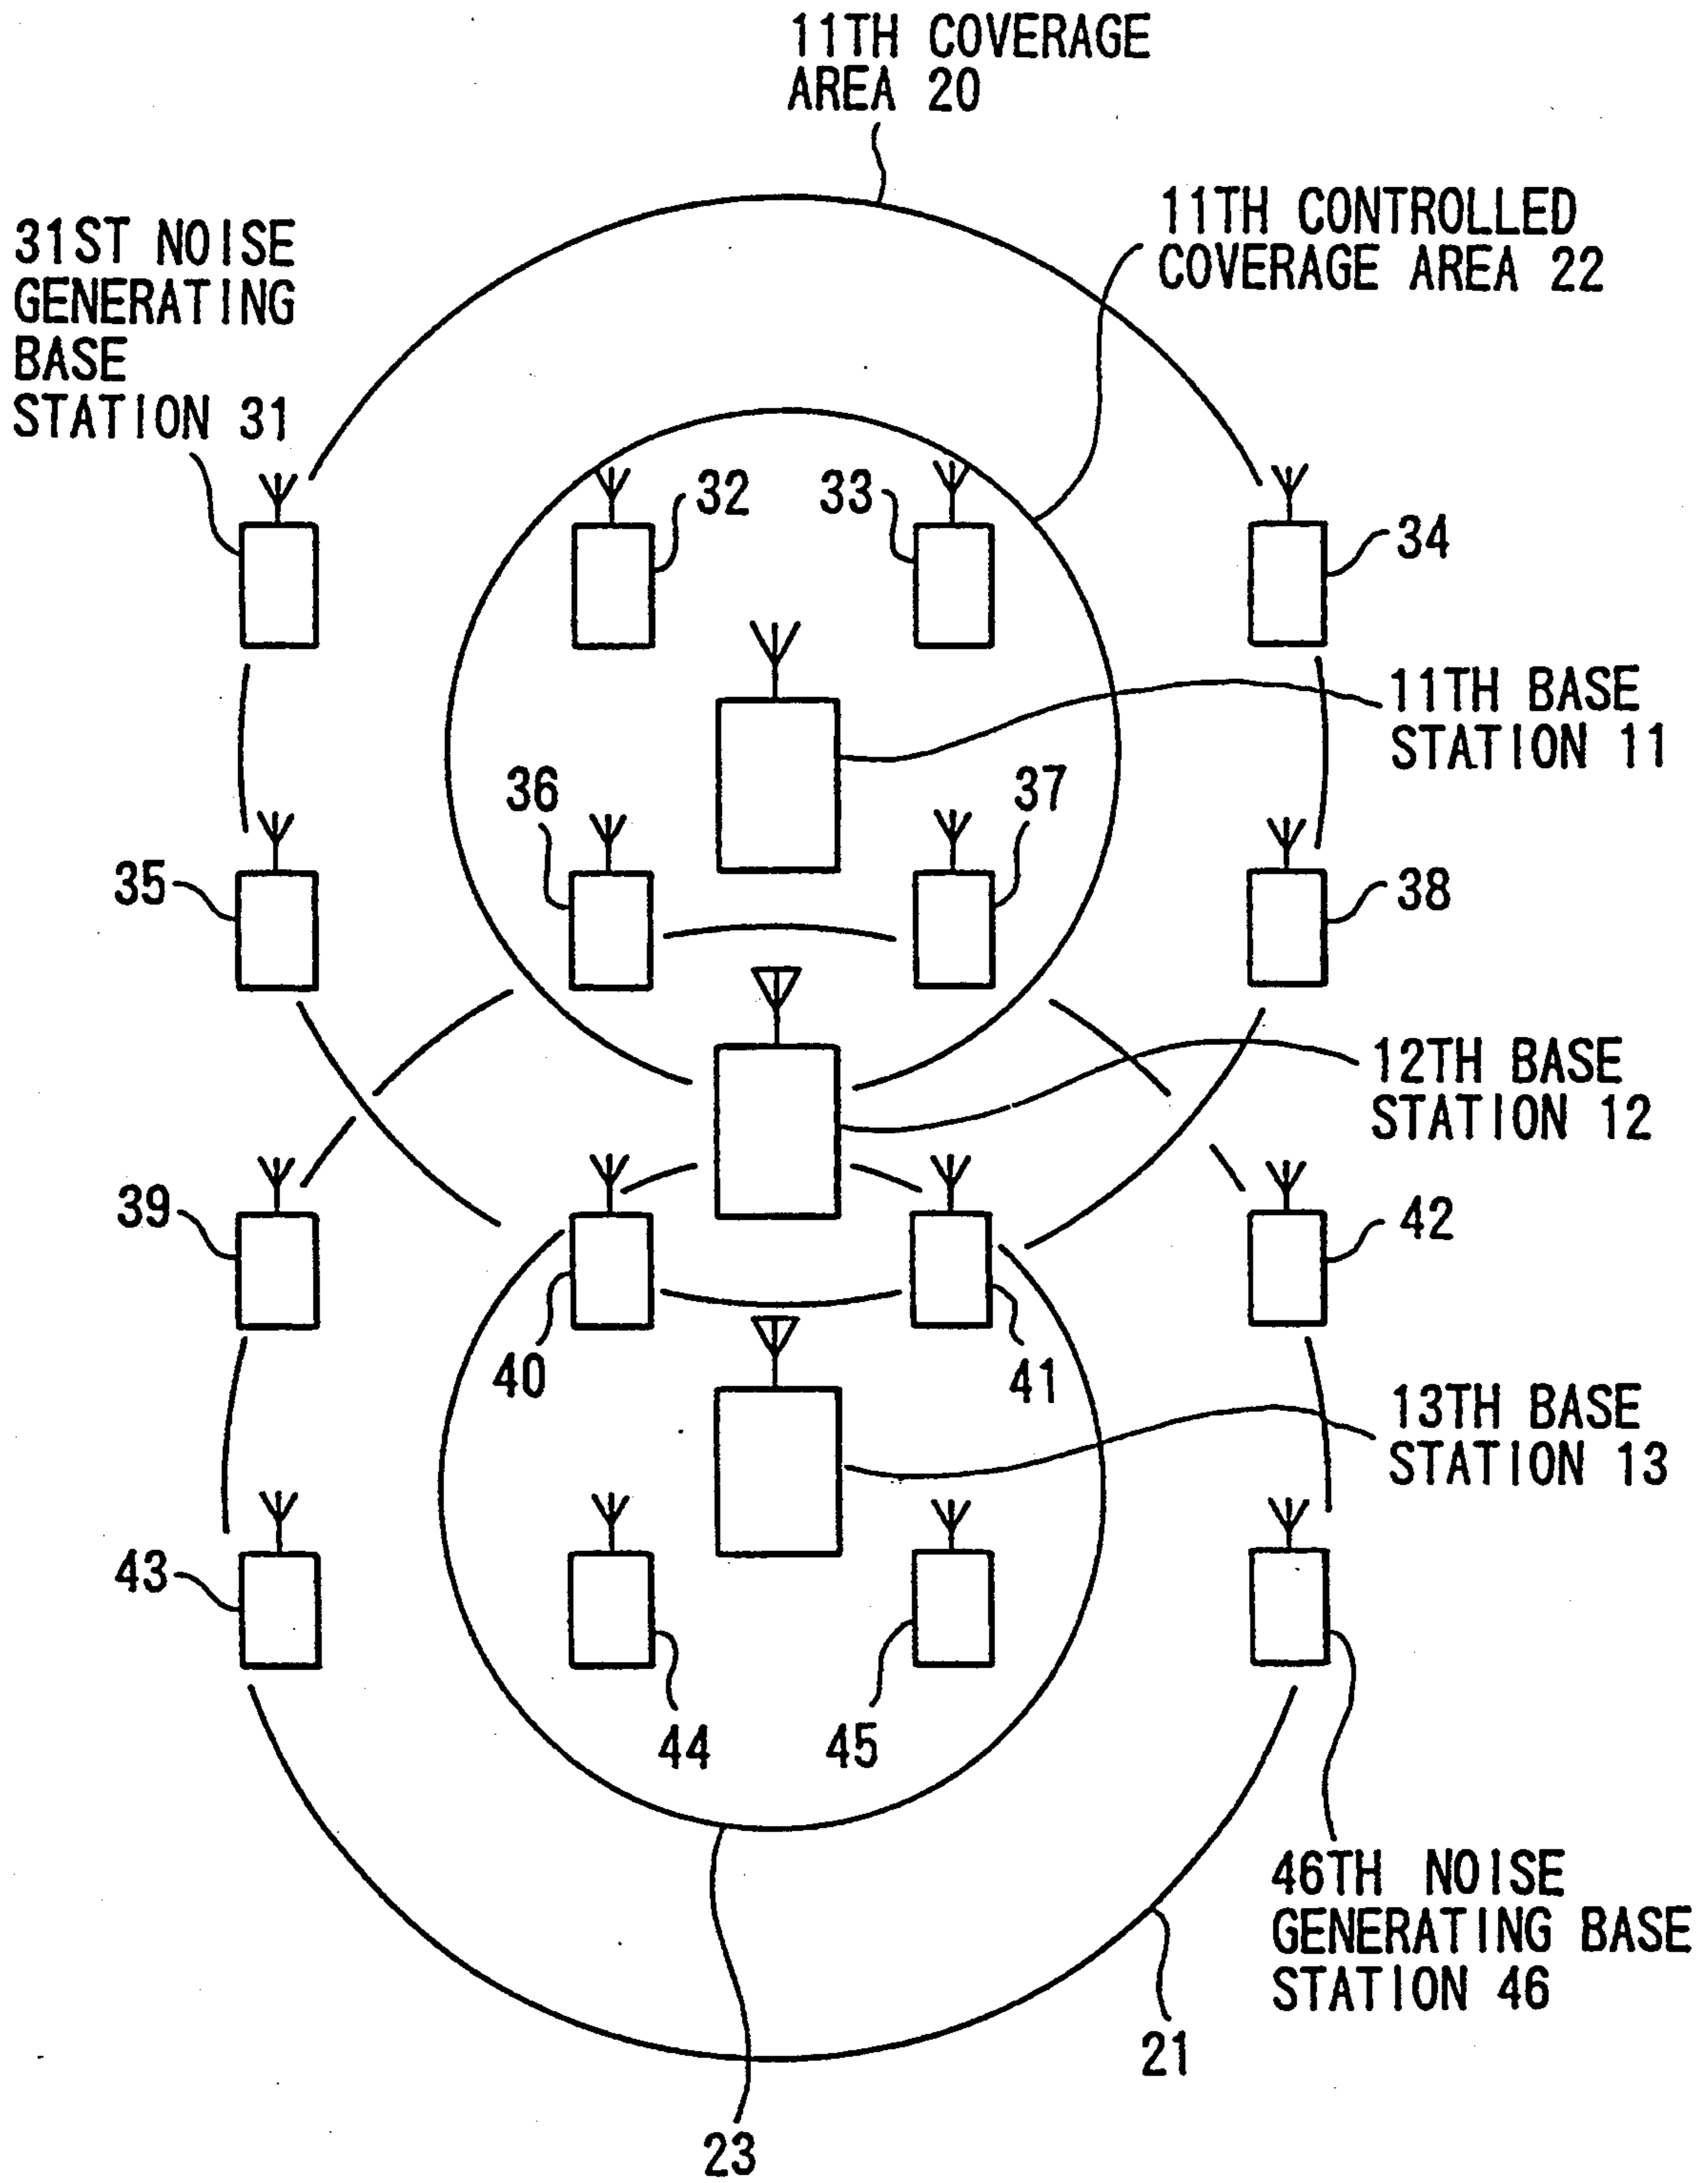 11TH COVERAGE
AREA 20
11TH CONTROLLED
COVERAGE AREA 22
31ST NOISE
GENERATING
BASE
STATION 31
32
33
34
11TH BASE
STATION 11
36
37
35
38
12TH BASE
STATION 12
39
42
40
41
13TH BASE
STATION 13
43
44
45
46TH NOISE
GENERATING BASE
STATION 46
21
23